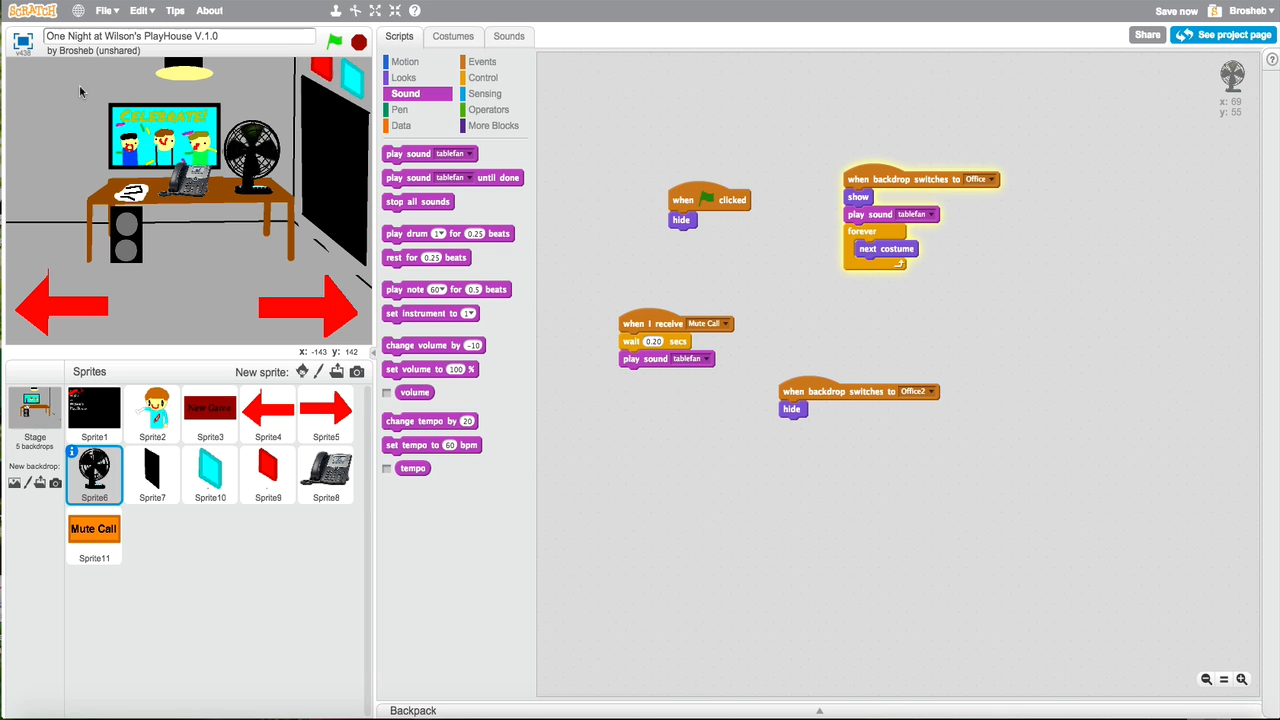 SCRATCH File Edit Tips About Save now Brosheb
One Night at Wilson's PlayHouse V.1.0
by Brosheb (unshared)
v438
Scripts Costumes Sounds
Share See project page
Motion Events
Looks Control
Sound Sensing
Pen Operators
Data More Blocks
CELEBRATE!
x: -143 y: 142
play sound tablefan
play sound tablefan until done
stop all sounds
play drum 1 for 0.25 beats
rest for 0.25 beats
play note 60 for 0.5 beats
set instrument to 1
change volume by -10
set volume to 100 %
volume
change tempo by 20
set tempo to 60 bpm
tempo
when clicked
hide
when backdrop switches to Office
show
play sound tablefan
forever
next costume
when I receive Mute Call
wait 0.20 secs
play sound tablefan
when backdrop switches to Office2
hide
x: 69
y: 55
Sprites New sprite:
Stage
5 backdrops
New backdrop:
New Game
Sprite1 Sprite2 Sprite3 Sprite4 Sprite5
Sprite6 Sprite7 Sprite10 Sprite9 Sprite8
Mute Call
Sprite11
Backpack